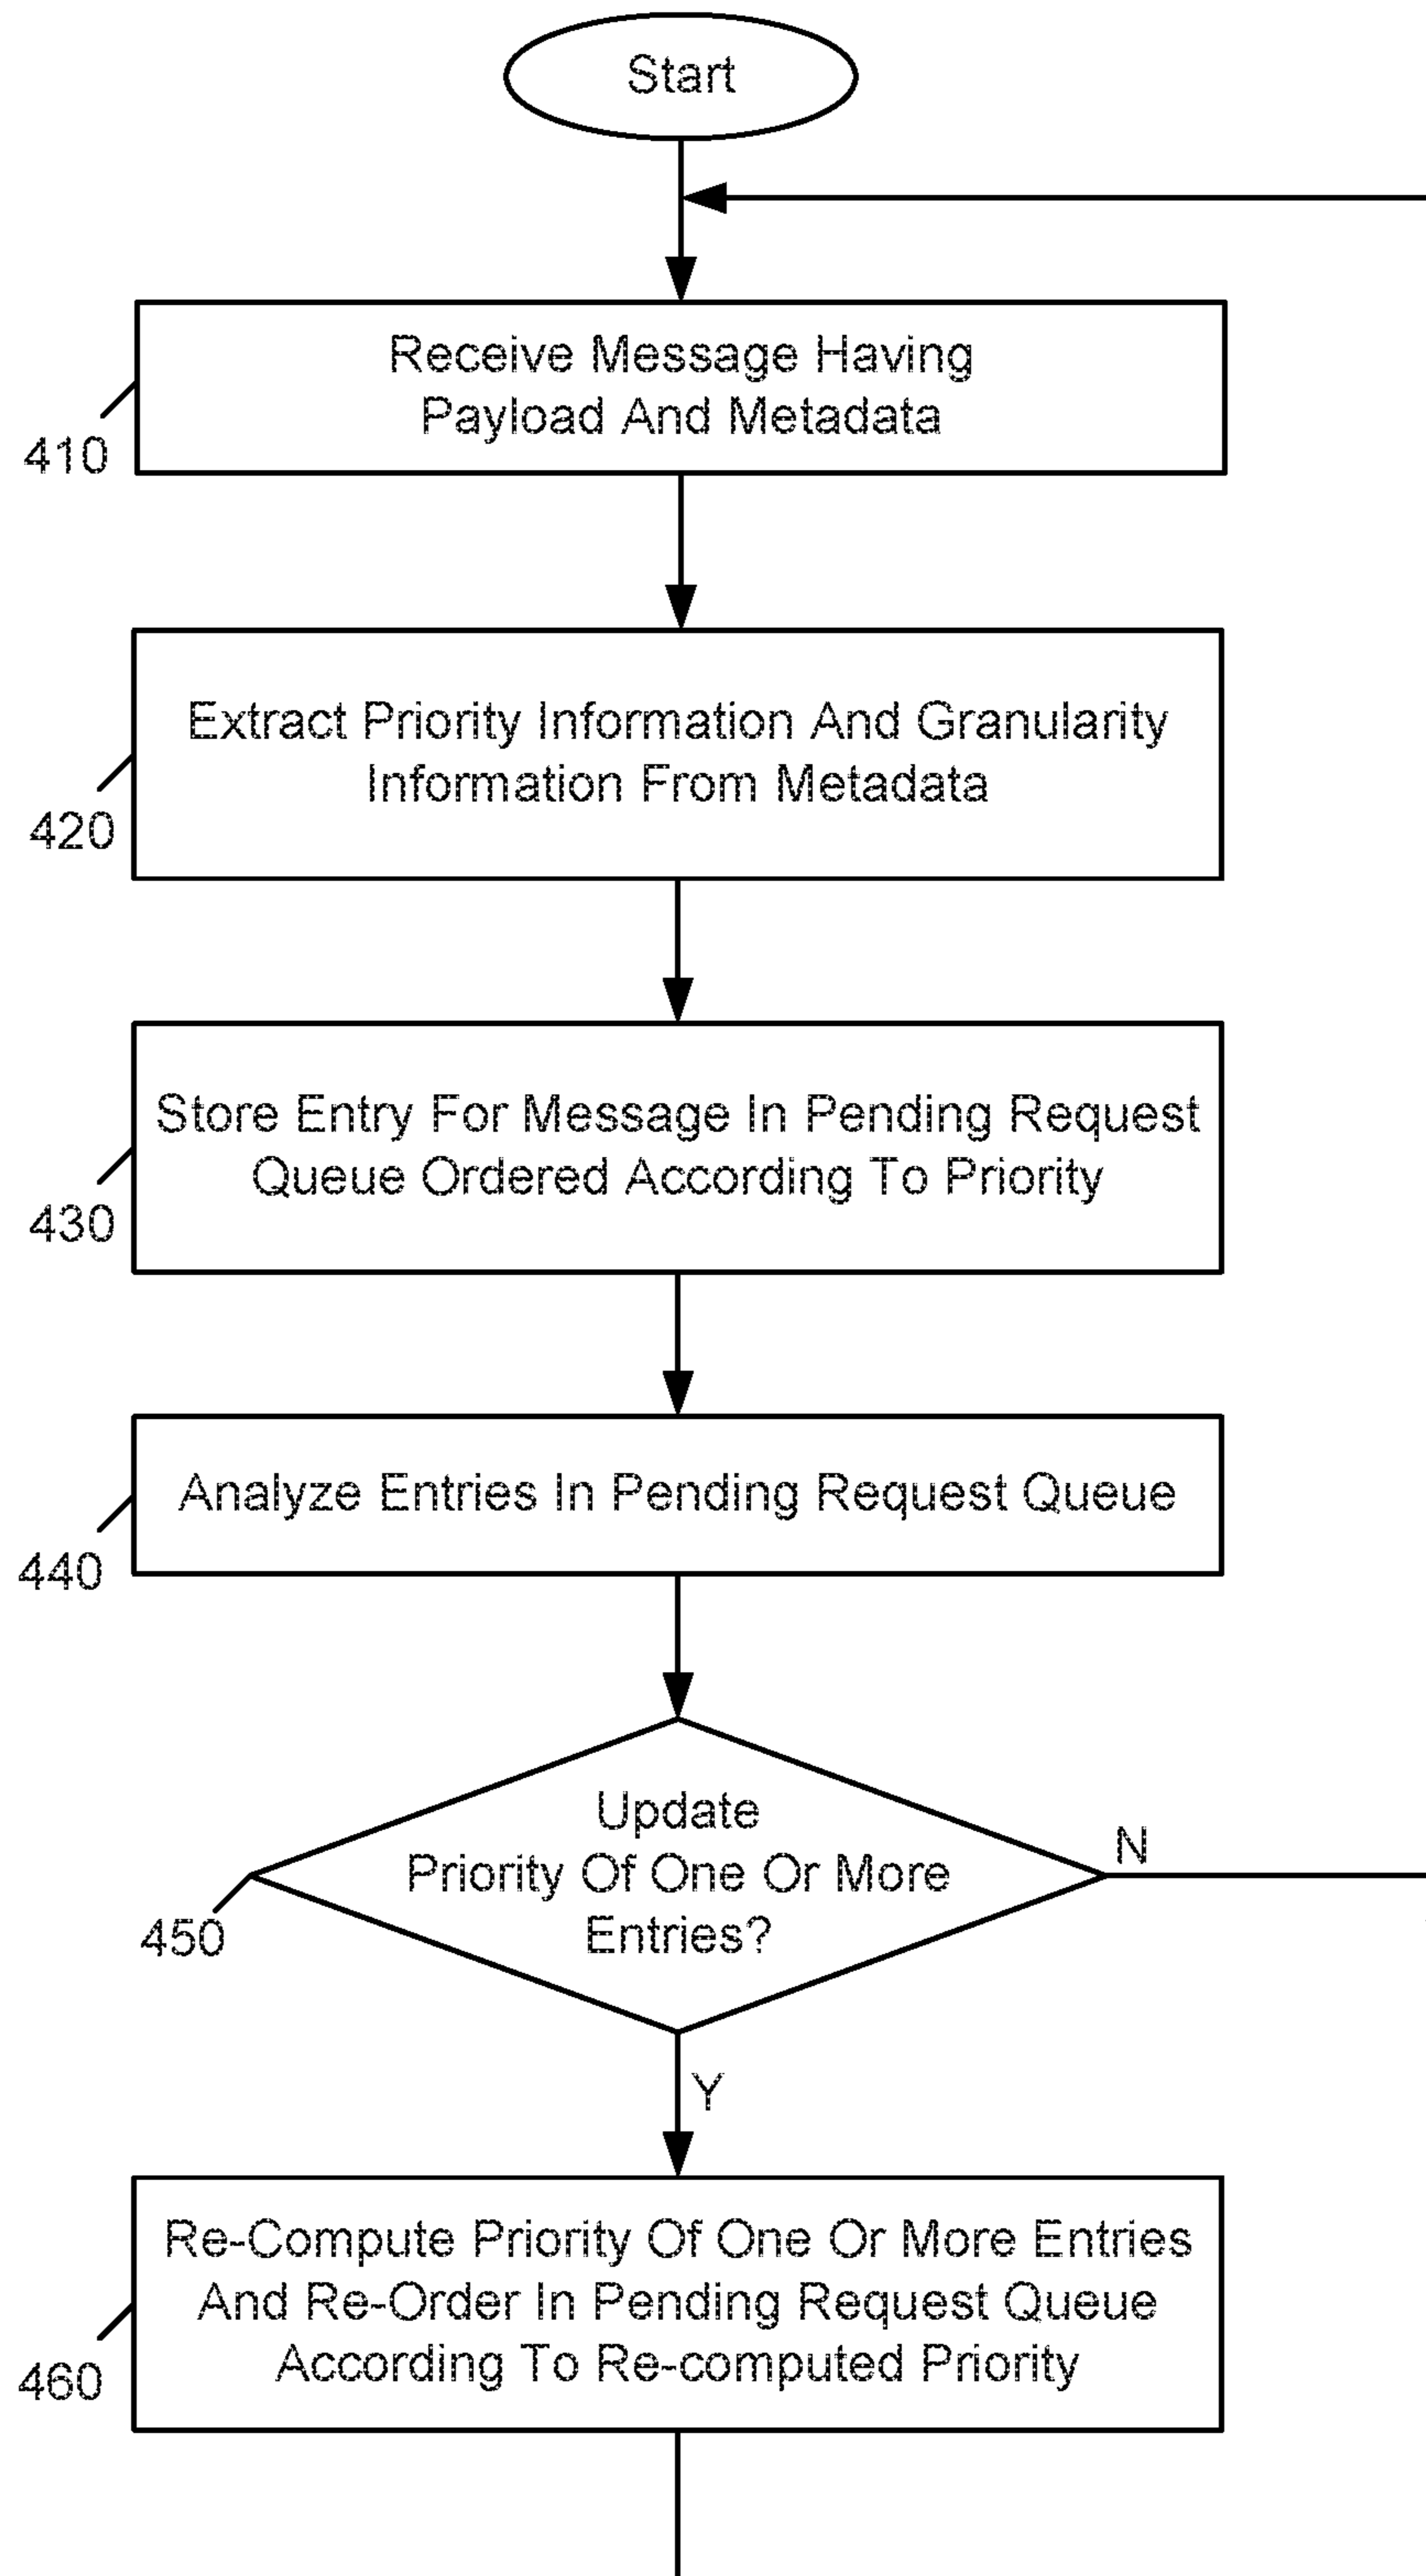 Start
Receive Message Having
Payload And Metadata
410
Extract Priority Information And Granularity
Information From Metadata
420
Store Entry For Message In Pending Request
Queue Ordered According To Priority
430
Analyze Entries In Pending Request Queue
440
Update
Priority Of One Or More
Entries?
N
450
Y
Re-Compute Priority Of One Or More Entries
And Re-Order In Pending Request Queue
According To Re-computed Priority
460